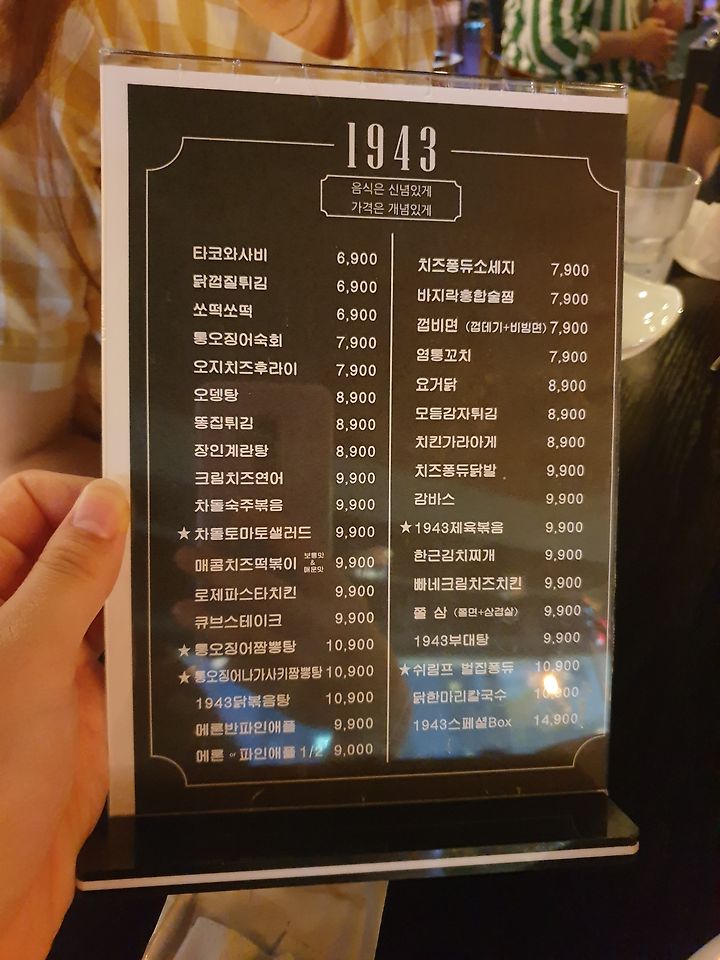 1943
음식은 신념있게
가격은 개념있게
타코와사비 6,900
닭껍질튀김 6,900
쏘떡쏘떡 6,900
통오징어숙회 7,900
오지치즈후라이 7,900
오뎅탕 8,900
똥집튀김 8,900
장인계란탕 8,900
크림치즈연어 9,900
차돌숙주볶음 9,900
★차돌토마토샐러드 9,900
매콤치즈떡볶이 보통맛 & 매운맛 9,900
로제파스타치킨 9,900
큐브스테이크 9,900
★통오징어짬뽕탕 10,900
★통오징어나가사키짬뽕탕 10,900
1943닭볶음탕 10,900
메론반파인애플 9,900
메론 or 파인애플 1/2 9,000
치즈퐁듀소세지 7,900
바지락홍합술찜 7,900
껍비면 (껍데기+비빔면) 7,900
염통꼬치 7,900
요거닭 8,900
모듬감자튀김 8,900
치킨가라아게 8,900
치즈퐁듀닭발 9,900
감바스 9,900
★1943제육볶음 9,900
한근김치찌개 9,900
빠네크림치즈치킨 9,900
쫄 삼 (쫄면+삼겹살) 9,900
1943부대탕 9,900
★쉬림프 벌집퐁듀 10,900
닭한마리칼국수 10,900
1943스페셜Box 14,900